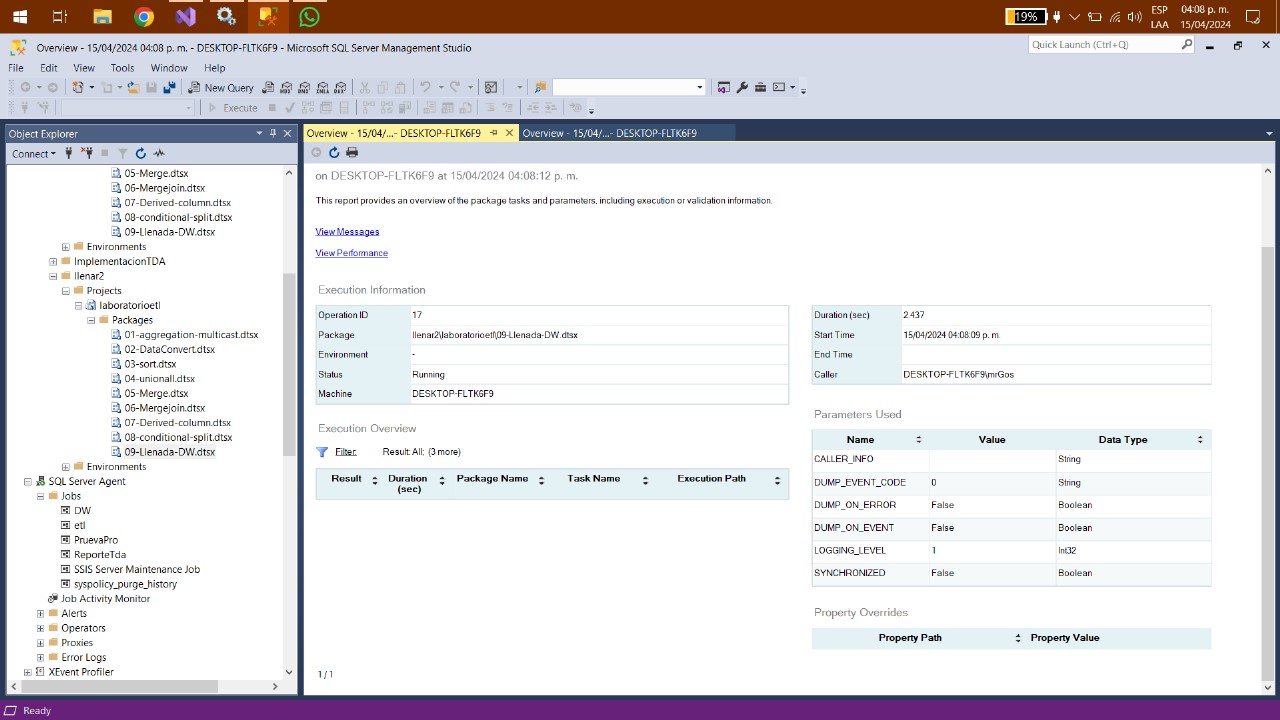 19%
ESP
LAA
04:08 p. m.
15/04/2024
Overview - 15/04/2024 04:08 p. m. - DESKTOP-FLTK6F9 - Microsoft SQL Server Management Studio
Quick Launch (Ctrl+Q)
File Edit View Tools Window Help
New Query
Execute
Object Explorer
Overview - 15/04/...- DESKTOP-FLTK6F9
Overview - 15/04/...- DESKTOP-FLTK6F9
Connect
05-Merge.dtsx
06-Mergejoin.dtsx
07-Derived-column.dtsx
08-conditional-split.dtsx
09-Llenada-DW.dtsx
Environments
ImplementacionTDA
llenar2
Projects
laboratorioetl
Packages
01-aggregation-multicast.dtsx
02-DataConvert.dtsx
03-sort.dtsx
04-unionall.dtsx
05-Merge.dtsx
06-Mergejoin.dtsx
07-Derived-column.dtsx
08-conditional-split.dtsx
09-Llenada-DW.dtsx
Environments
SQL Server Agent
Jobs
DW
etl
PruevaPro
ReporteTda
SSIS Server Maintenance Job
syspolicy_purge_history
Job Activity Monitor
Alerts
Operators
Proxies
Error Logs
XEvent Profiler
on DESKTOP-FLTK6F9 at 15/04/2024 04:08:12 p. m.
This report provides an overview of the package tasks and parameters, including execution or validation information.
View Messages
View Performance
Execution Information
Operation ID 17
Package llenar2\laboratorioetl\09-Llenada-DW.dtsx
Environment -
Status Running
Machine DESKTOP-FLTK6F9
Duration (sec) 2.437
Start Time 15/04/2024 04:08:09 p. m.
End Time
Caller DESKTOP-FLTK6F9\mrGos
Execution Overview
Filter: Result: All; (3 more)
Result Duration (sec) Package Name Task Name Execution Path
Parameters Used
Name Value Data Type
CALLER_INFO String
DUMP_EVENT_CODE 0 String
DUMP_ON_ERROR False Boolean
DUMP_ON_EVENT False Boolean
LOGGING_LEVEL 1 Int32
SYNCHRONIZED False Boolean
Property Overrides
Property Path Property Value
1 / 1
Ready